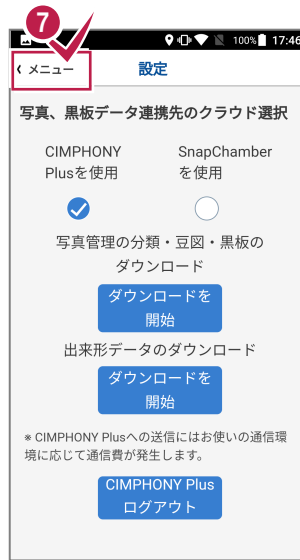 7
100% 17:46
‹ メニュー 設定
写真、黒板データ連携先のクラウド選択
CIMPHONY SnapChamber
Plusを使用 を使用
写真管理の分類・豆図・黒板の
ダウンロード
ダウンロードを
開始
出来形データのダウンロード
ダウンロードを
開始
※ CIMPHONY Plusへの送信にはお使いの通信環
境に応じて通信費が発生します。
CIMPHONY Plus
ログアウト